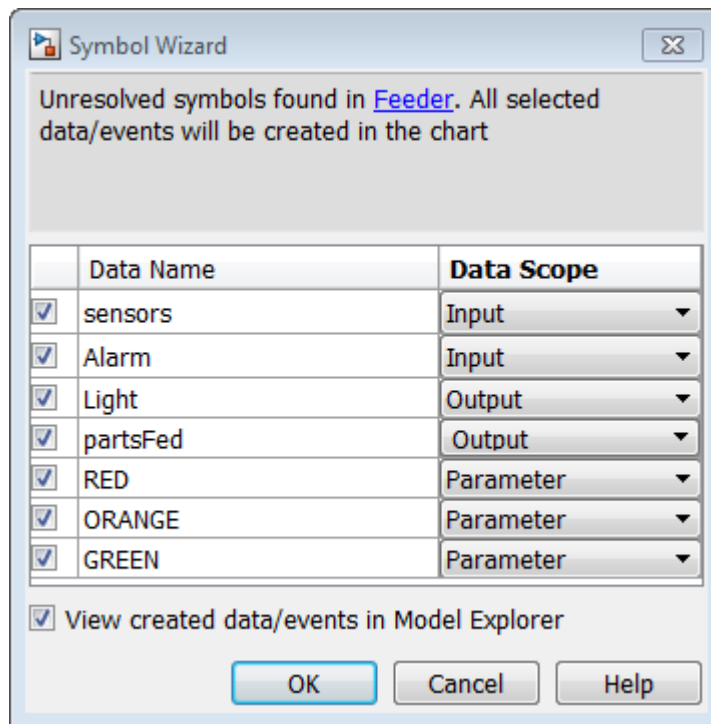 Symbol Wizard
Unresolved symbols found in Feeder. All selected
data/events will be created in the chart
Data Name Data Scope
sensors Input
Alarm Input
Light Output
partsFed Output
RED Parameter
ORANGE Parameter
GREEN Parameter
View created data/events in Model Explorer
OK Cancel Help